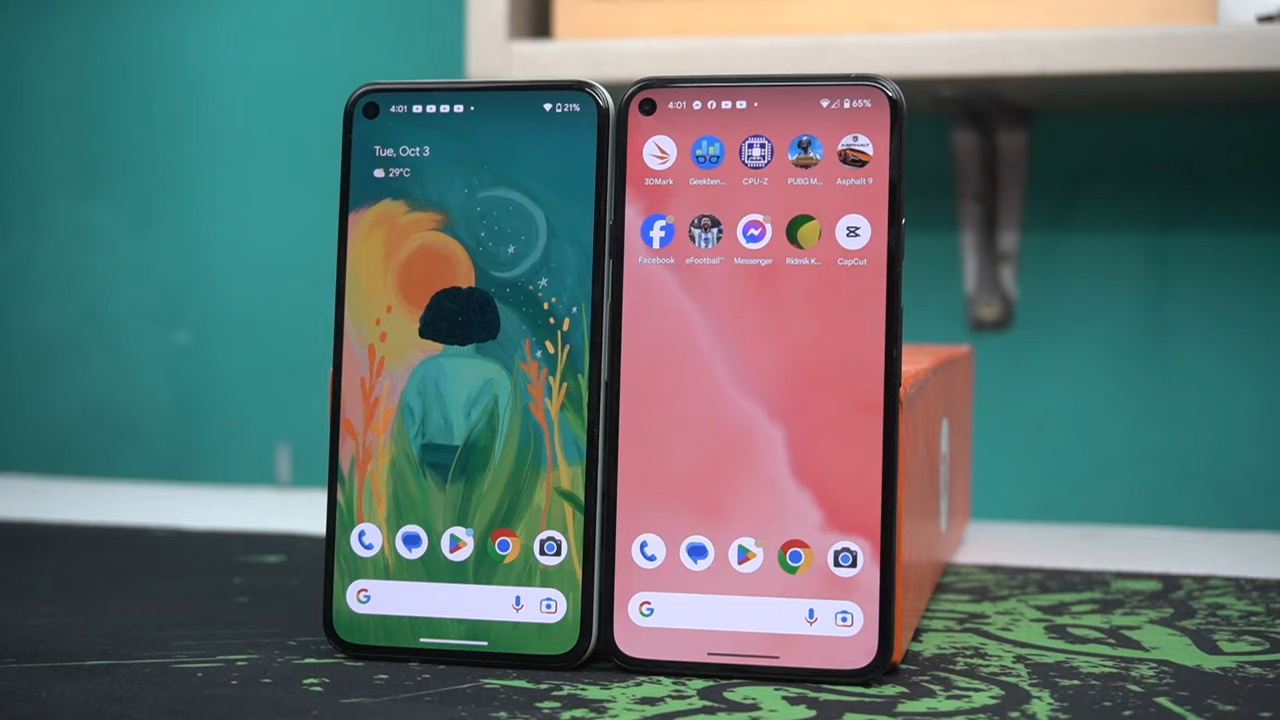 4:01
21%
Tue, Oct 3
29°C
G
4:01
65%
3DMark Geekben... CPU-Z PUBG M... Asphalt 9
ASPHALT
Facebook eFootball™ Messenger Ridmik K... CapCut
G